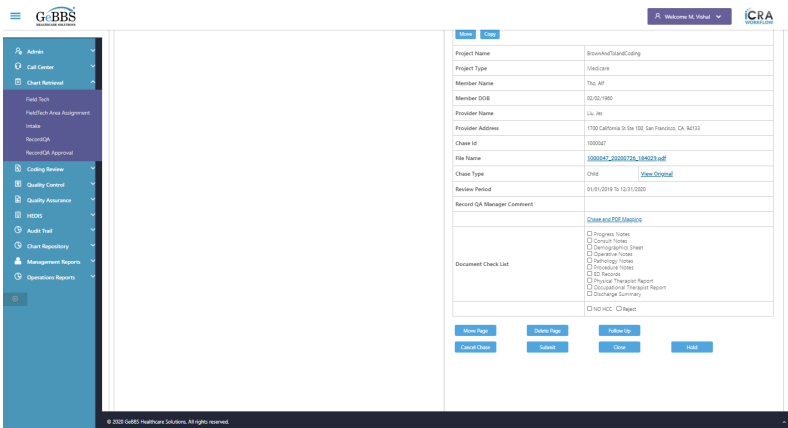 GeBBS
HEALTHCARE SOLUTIONS
Welcome M, Vishal
iCRA
WORKFLOW
Admin
Call Center
Chart Retrieval
Field Tech
FieldTech Area Assignment
Intake
RecordQA
RecordQA Approval
Coding Review
Quality Control
Quality Assurance
HEDIS
Audit Trail
Chart Repository
Management Reports
Operations Reports
Move Copy
Project Name BrownAndTolandCoding
Project Type Medicare
Member Name Tho, Alf
Member DOB 02/02/1960
Provider Name Liu, Jes
Provider Address 1700 California St Ste 100, San Francisco, CA, 94133
Chase Id 1000047
File Name 1000047_20200726_184029.pdf
Chase Type Child View Original
Review Period 01/01/2019 To 12/31/2020
Record QA Manager Comment
Chase and PDF Mapping
Document Check List
Progress Notes
Consult Notes
Demographics Sheet
Operative Notes
Pathology Notes
Procedure Notes
ED Records
Physical Therapist Report
Occupational Therapist Report
Discharge Summary
NO HCC Reject
Move Page Delete Page Follow Up
Cancel Chase Submit Close Hold
© 2020 GeBBS Healthcare Solutions. All rights reserved.